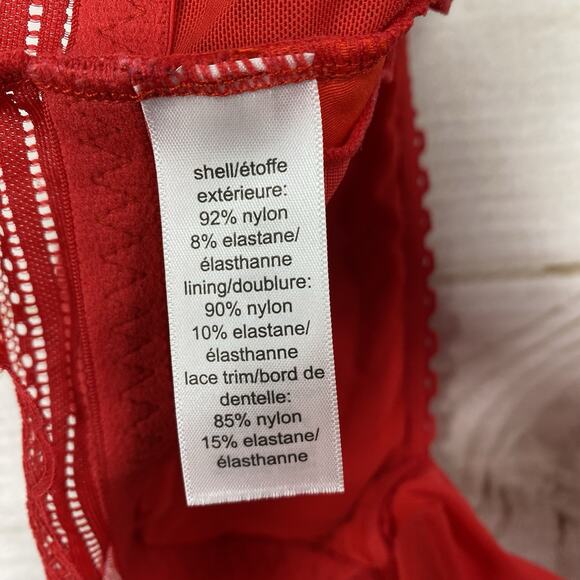 shell/étoffe
extérieure:
92% nylon
8% elastane/
élasthanne
lining/doublure:
90% nylon
10% elastane/
élasthanne
lace trim/bord de
dentelle:
85% nylon
15% elastane/
élasthanne